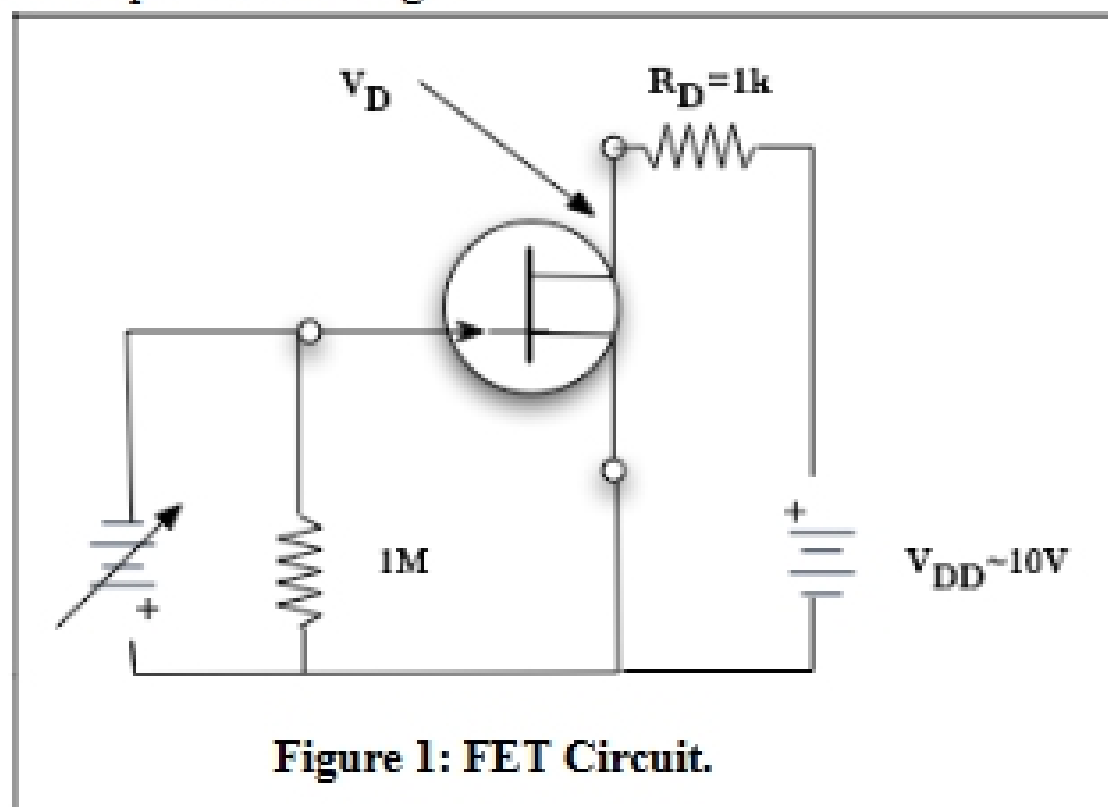 V_D
R_D=1k
1M
+
+
V_DD~10V
Figure 1: FET Circuit.